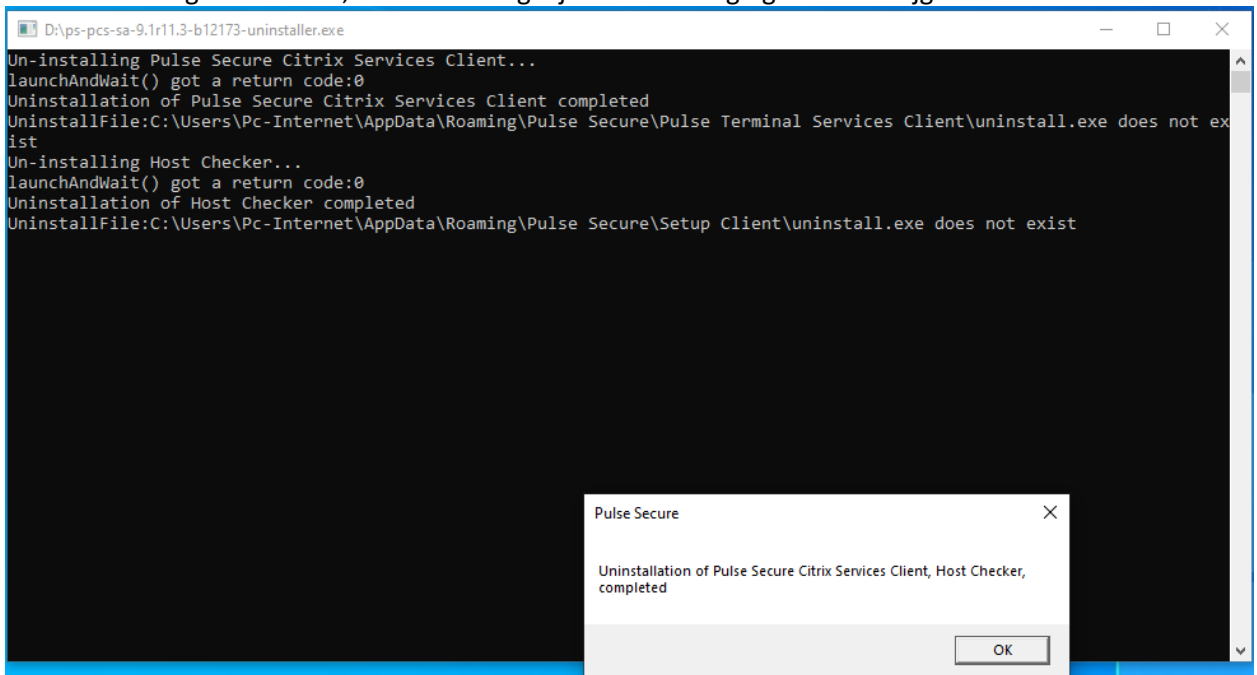 D:\ps-pcs-sa-9.1r11.3-b12173-uninstaller.exe
Un-installing Pulse Secure Citrix Services Client...
launchAndWait() got a return code:0
Uninstallation of Pulse Secure Citrix Services Client completed
UninstallFile:C:\Users\Pc-Internet\AppData\Roaming\Pulse Secure\Pulse Terminal Services Client\uninstall.exe does not ex
ist
Un-installing Host Checker...
launchAndWait() got a return code:0
Uninstallation of Host Checker completed
UninstallFile:C:\Users\Pc-Internet\AppData\Roaming\Pulse Secure\Setup Client\uninstall.exe does not exist
Pulse Secure
Uninstallation of Pulse Secure Citrix Services Client, Host Checker,
completed
OK